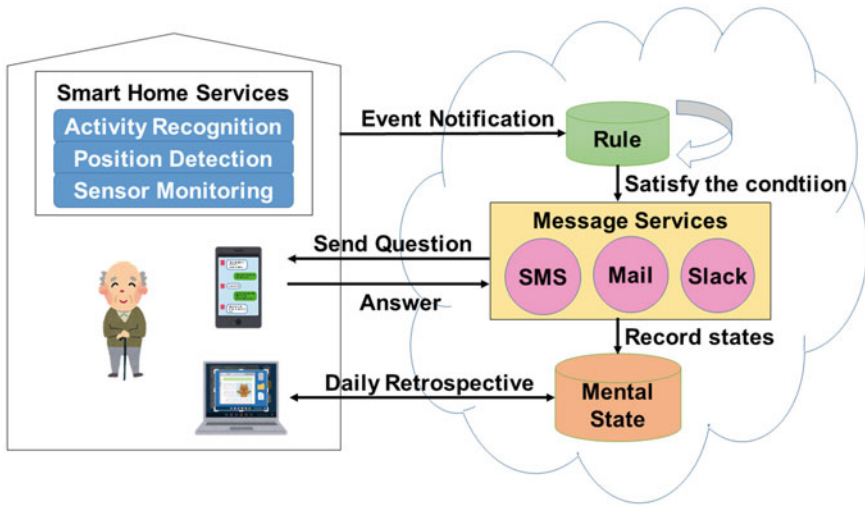 Smart Home Services
Activity Recognition
Position Detection
Sensor Monitoring
Event Notification
Rule
Satisfy the condtiion
Message Services
SMS
Mail
Slack
Send Question
Answer
Record states
Daily Retrospective
Mental
State